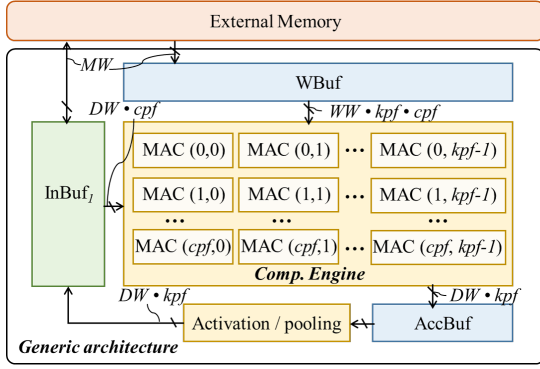 External Memory
MW
WBuf
DW • cpf
WW • kpf • cpf
InBuf1
MAC (0,0) MAC (0,1) ••• MAC (0, kpf-1)
MAC (1,0) MAC (1,1) ••• MAC (1, kpf-1)
••• ••• •••
MAC (cpf,0) MAC (cpf,1) ••• MAC (cpf, kpf-1)
Comp. Engine
DW • kpf
DW • kpf
Activation / pooling
AccBuf
Generic architecture